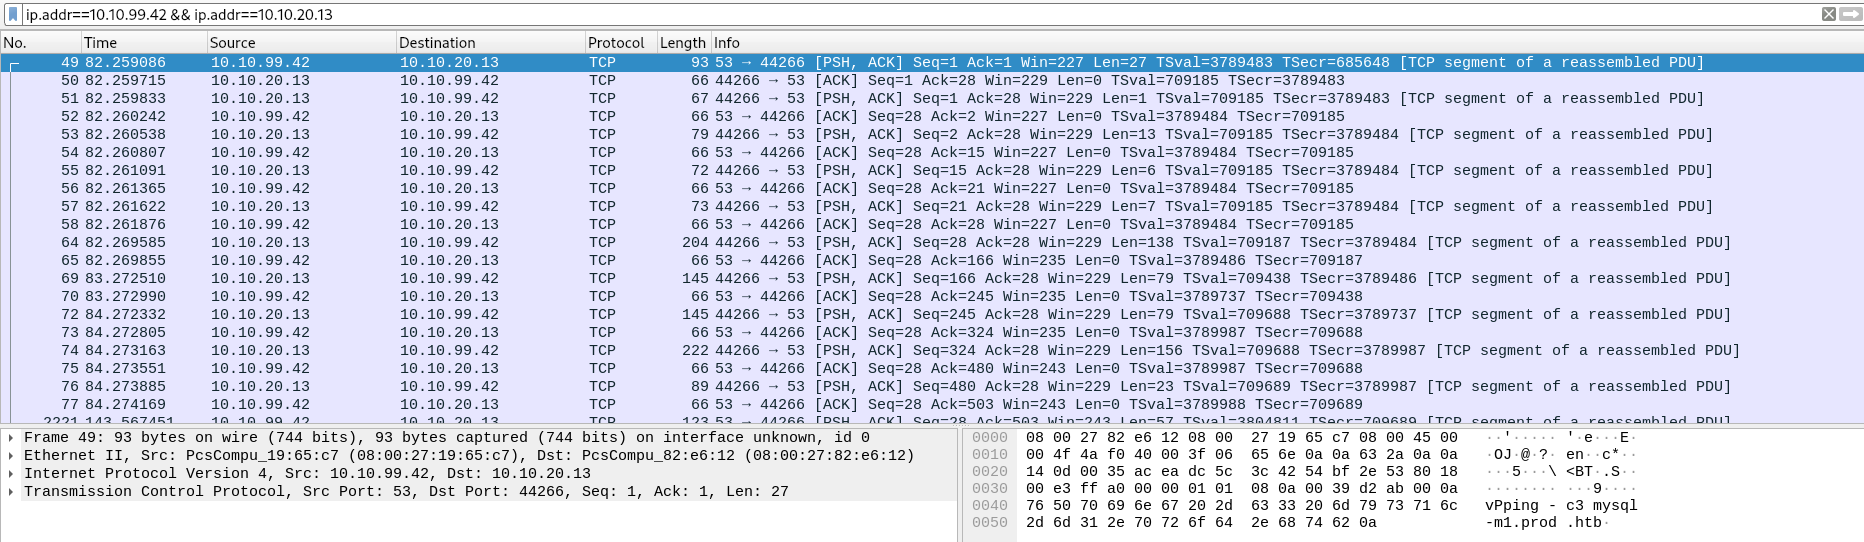 ip.addr==10.10.99.42 && ip.addr==10.10.20.13
No. Time Source Destination Protocol Length Info
49 82.259086 10.10.99.42 10.10.20.13 TCP 93 53 → 44266 [PSH, ACK] Seq=1 Ack=1 Win=227 Len=27 TSval=3789483 TSecr=685648 [TCP segment of a reassembled PDU]
50 82.259715 10.10.20.13 10.10.99.42 TCP 66 44266 → 53 [ACK] Seq=1 Ack=28 Win=229 Len=0 TSval=709185 TSecr=3789483
51 82.259833 10.10.20.13 10.10.99.42 TCP 67 44266 → 53 [PSH, ACK] Seq=1 Ack=28 Win=229 Len=1 TSval=709185 TSecr=3789483 [TCP segment of a reassembled PDU]
52 82.260242 10.10.99.42 10.10.20.13 TCP 66 53 → 44266 [ACK] Seq=28 Ack=2 Win=227 Len=0 TSval=3789484 TSecr=709185
53 82.260538 10.10.20.13 10.10.99.42 TCP 79 44266 → 53 [PSH, ACK] Seq=2 Ack=28 Win=229 Len=13 TSval=709185 TSecr=3789484 [TCP segment of a reassembled PDU]
54 82.260807 10.10.99.42 10.10.20.13 TCP 66 53 → 44266 [ACK] Seq=28 Ack=15 Win=227 Len=0 TSval=3789484 TSecr=709185
55 82.261091 10.10.20.13 10.10.99.42 TCP 72 44266 → 53 [PSH, ACK] Seq=15 Ack=28 Win=229 Len=6 TSval=709185 TSecr=3789484 [TCP segment of a reassembled PDU]
56 82.261365 10.10.99.42 10.10.20.13 TCP 66 53 → 44266 [ACK] Seq=28 Ack=21 Win=227 Len=0 TSval=3789484 TSecr=709185
57 82.261622 10.10.20.13 10.10.99.42 TCP 73 44266 → 53 [PSH, ACK] Seq=21 Ack=28 Win=229 Len=7 TSval=709185 TSecr=3789484 [TCP segment of a reassembled PDU]
58 82.261876 10.10.99.42 10.10.20.13 TCP 66 53 → 44266 [ACK] Seq=28 Ack=28 Win=227 Len=0 TSval=3789484 TSecr=709185
64 82.269585 10.10.20.13 10.10.99.42 TCP 204 44266 → 53 [PSH, ACK] Seq=28 Ack=28 Win=229 Len=138 TSval=709187 TSecr=3789484 [TCP segment of a reassembled PDU]
65 82.269855 10.10.99.42 10.10.20.13 TCP 66 53 → 44266 [ACK] Seq=28 Ack=166 Win=235 Len=0 TSval=3789486 TSecr=709187
69 83.272510 10.10.20.13 10.10.99.42 TCP 145 44266 → 53 [PSH, ACK] Seq=166 Ack=28 Win=229 Len=79 TSval=709438 TSecr=3789486 [TCP segment of a reassembled PDU]
70 83.272990 10.10.99.42 10.10.20.13 TCP 66 53 → 44266 [ACK] Seq=28 Ack=245 Win=235 Len=0 TSval=3789737 TSecr=709438
72 84.272332 10.10.20.13 10.10.99.42 TCP 145 44266 → 53 [PSH, ACK] Seq=245 Ack=28 Win=229 Len=79 TSval=709688 TSecr=3789737 [TCP segment of a reassembled PDU]
73 84.272805 10.10.99.42 10.10.20.13 TCP 66 53 → 44266 [ACK] Seq=28 Ack=324 Win=235 Len=0 TSval=3789987 TSecr=709688
74 84.273163 10.10.20.13 10.10.99.42 TCP 222 44266 → 53 [PSH, ACK] Seq=324 Ack=28 Win=229 Len=156 TSval=709688 TSecr=3789987 [TCP segment of a reassembled PDU]
75 84.273551 10.10.99.42 10.10.20.13 TCP 66 53 → 44266 [ACK] Seq=28 Ack=480 Win=243 Len=0 TSval=3789987 TSecr=709688
76 84.273885 10.10.20.13 10.10.99.42 TCP 89 44266 → 53 [PSH, ACK] Seq=480 Ack=28 Win=229 Len=23 TSval=709689 TSecr=3789987 [TCP segment of a reassembled PDU]
77 84.274169 10.10.99.42 10.10.20.13 TCP 66 53 → 44266 [ACK] Seq=28 Ack=503 Win=243 Len=0 TSval=3789988 TSecr=709689
2221 143.567451 10.10.99.42 10.10.20.13 TCP 123 53 → 44266 [PSH, ACK] Seq=28 Ack=503 Win=243 Len=57 TSval=3804811 TSecr=709689 [TCP segment of a reassembled PDU]
Frame 49: 93 bytes on wire (744 bits), 93 bytes captured (744 bits) on interface unknown, id 0
Ethernet II, Src: PcsCompu_19:65:c7 (08:00:27:19:65:c7), Dst: PcsCompu_82:e6:12 (08:00:27:82:e6:12)
Internet Protocol Version 4, Src: 10.10.99.42, Dst: 10.10.20.13
Transmission Control Protocol, Src Port: 53, Dst Port: 44266, Seq: 1, Ack: 1, Len: 27
0000 08 00 27 82 e6 12 08 00 27 19 65 c7 08 00 45 00 ··'····· '·e···E·
0010 00 4f 4a f0 40 00 3f 06 65 6e 0a 0a 63 2a 0a 0a ·OJ·@·?· en··c*··
0020 14 0d 00 35 ac ea dc 5c 3c 42 54 bf 2e 53 80 18 ···5···\ <BT·.S··
0030 00 e3 ff a0 00 00 01 01 08 0a 00 39 d2 ab 00 0a ········ ···9····
0040 76 50 70 69 6e 67 20 2d 63 33 20 6d 79 73 71 6c vPping - c3 mysql
0050 2d 6d 31 2e 70 72 6f 64 2e 68 74 62 0a -m1.prod .htb·